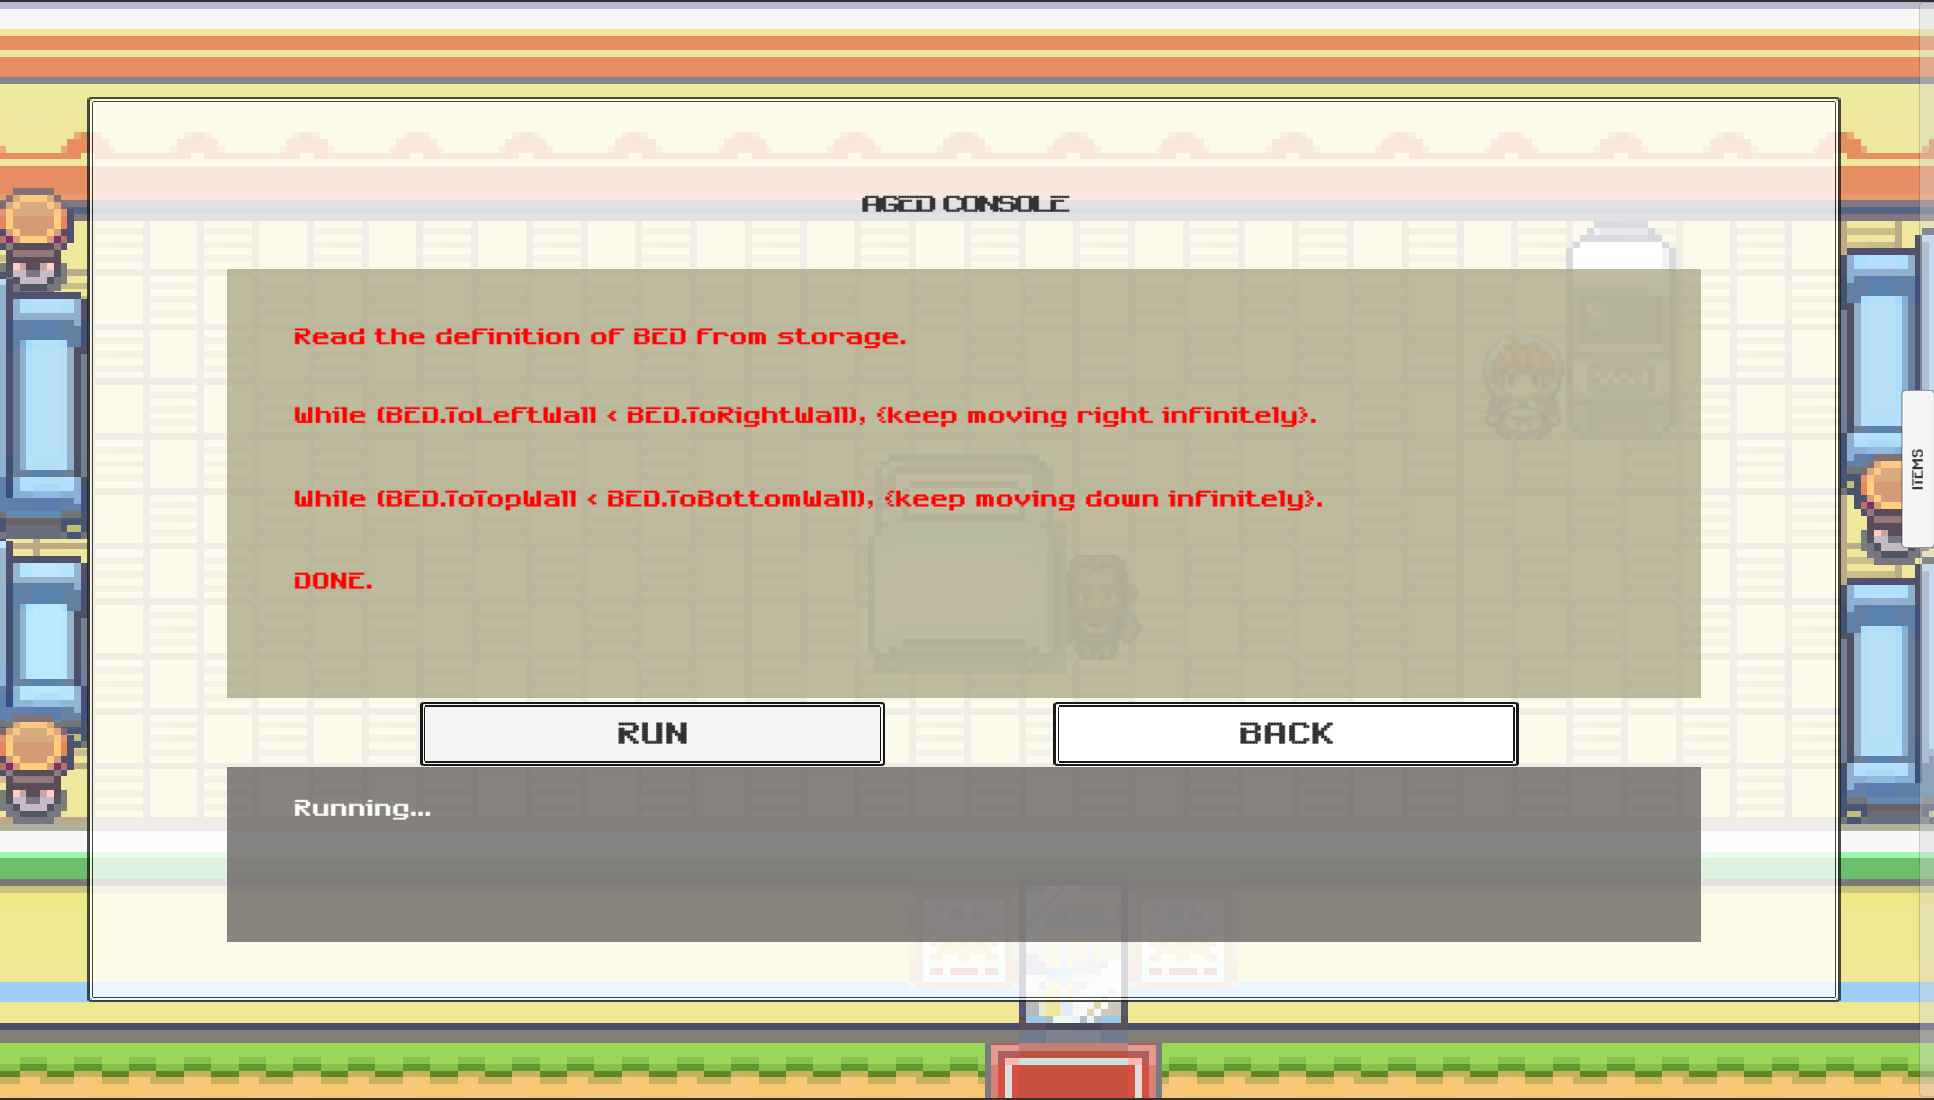 AGED CONSOLE
Read the definition of BED from storage.
While (BED.ToLeftWall < BED.ToRightWall), {keep moving right infinitely}.
While (BED.ToTopWall < BED.ToBottomWall), {keep moving down infinitely}.
DONE.
RUN
BACK
Running...
ITEMS